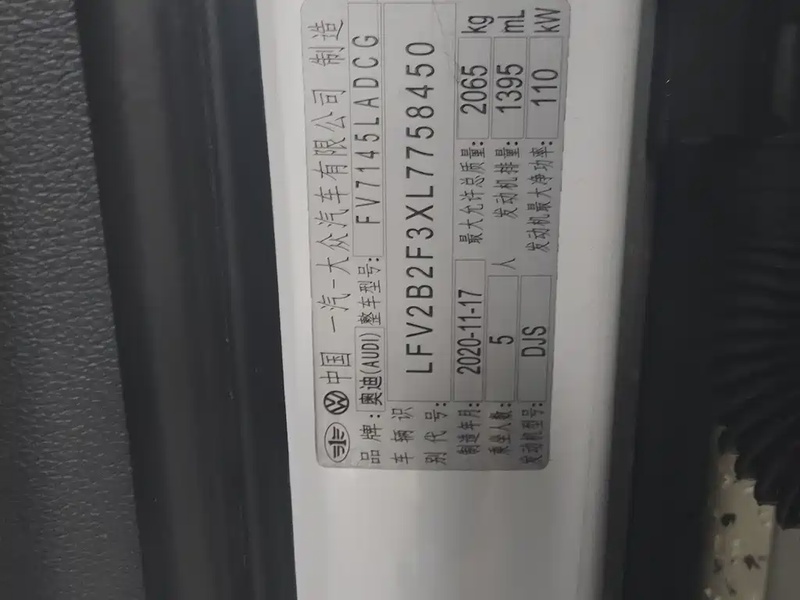 中国 一汽-大众汽车有限公司 制造
品牌: 奥迪(AUDI) 整车型号: FV7145LADCG
车辆识别代号: LFV2B2F3XL7758450
制造年月: 2020-11-17 最大允许总质量: 2065 kg
乘坐人数: 5 人 发动机排量: 1395 mL
发动机型号: DJS 发动机最大净功率: 110 kW